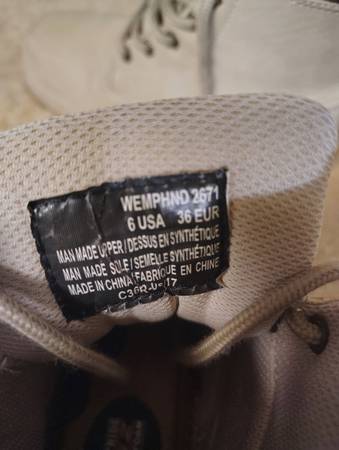 WEMPHND 2671
6 USA 36 EUR
MAN MADE UPPER/DESSUS EN SYNTHÉTIQUE
MAN MADE SOLE/SEMELLE SYNTHÉTIQUE
MADE IN CHINA/FABRIQUE EN CHINE